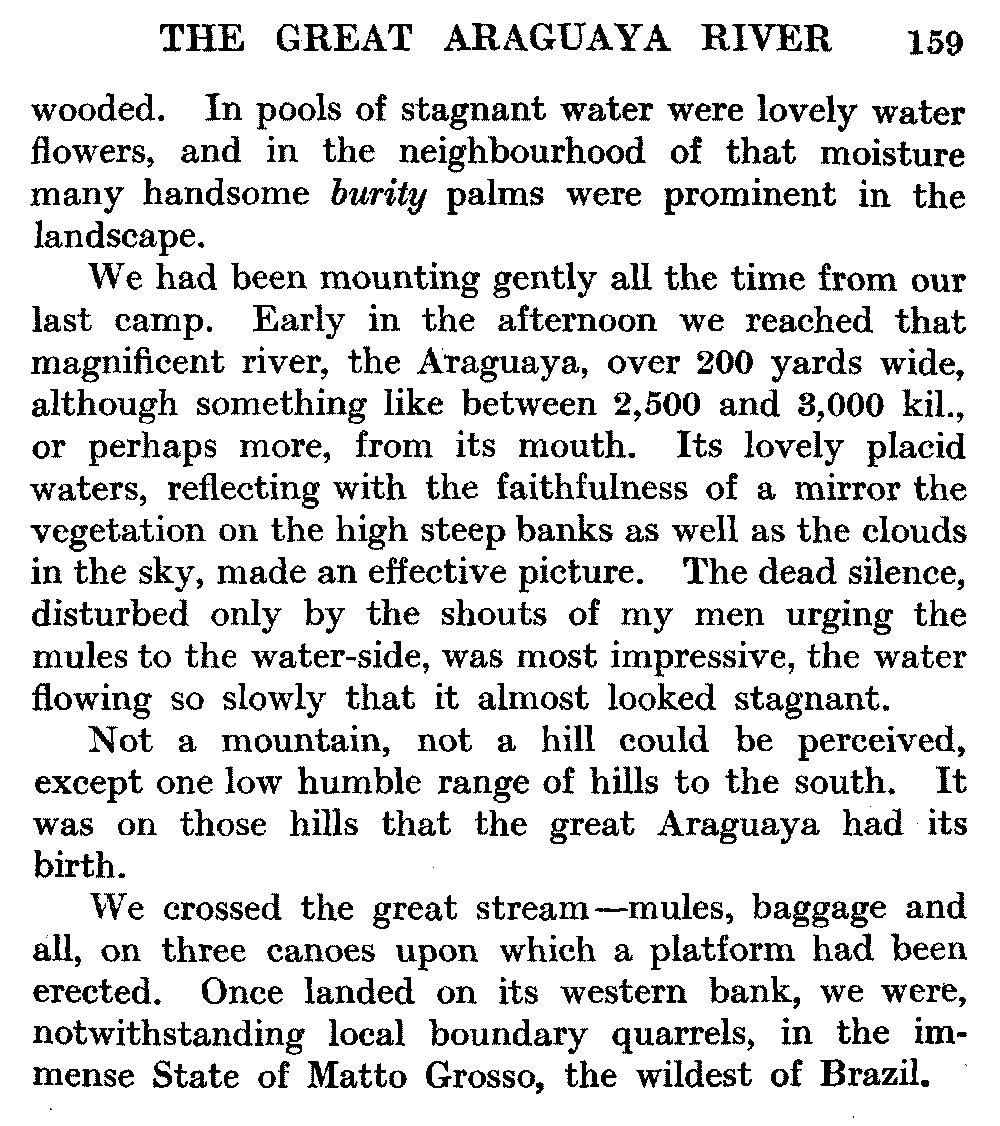 THE GREAT ARAGUAYA RIVER 159
wooded. In pools of stagnant water were lovely water
flowers, and in the neighbourhood of that moisture
many handsome burity palms were prominent in the
landscape.
We had been mounting gently all the time from our
last camp. Early in the afternoon we reached that
magnificent river, the Araguaya, over 200 yards wide,
although something like between 2,500 and 3,000 kil.,
or perhaps more, from its mouth. Its lovely placid
waters, reflecting with the faithfulness of a mirror the
vegetation on the high steep banks as well as the clouds
in the sky, made an effective picture. The dead silence,
disturbed only by the shouts of my men urging the
mules to the water-side, was most impressive, the water
flowing so slowly that it almost looked stagnant.
Not a mountain, not a hill could be perceived,
except one low humble range of hills to the south. It
was on those hills that the great Araguaya had its
birth.
We crossed the great stream—mules, baggage and
all, on three canoes upon which a platform had been
erected. Once landed on its western bank, we were,
notwithstanding local boundary quarrels, in the im-
mense State of Matto Grosso, the wildest of Brazil.